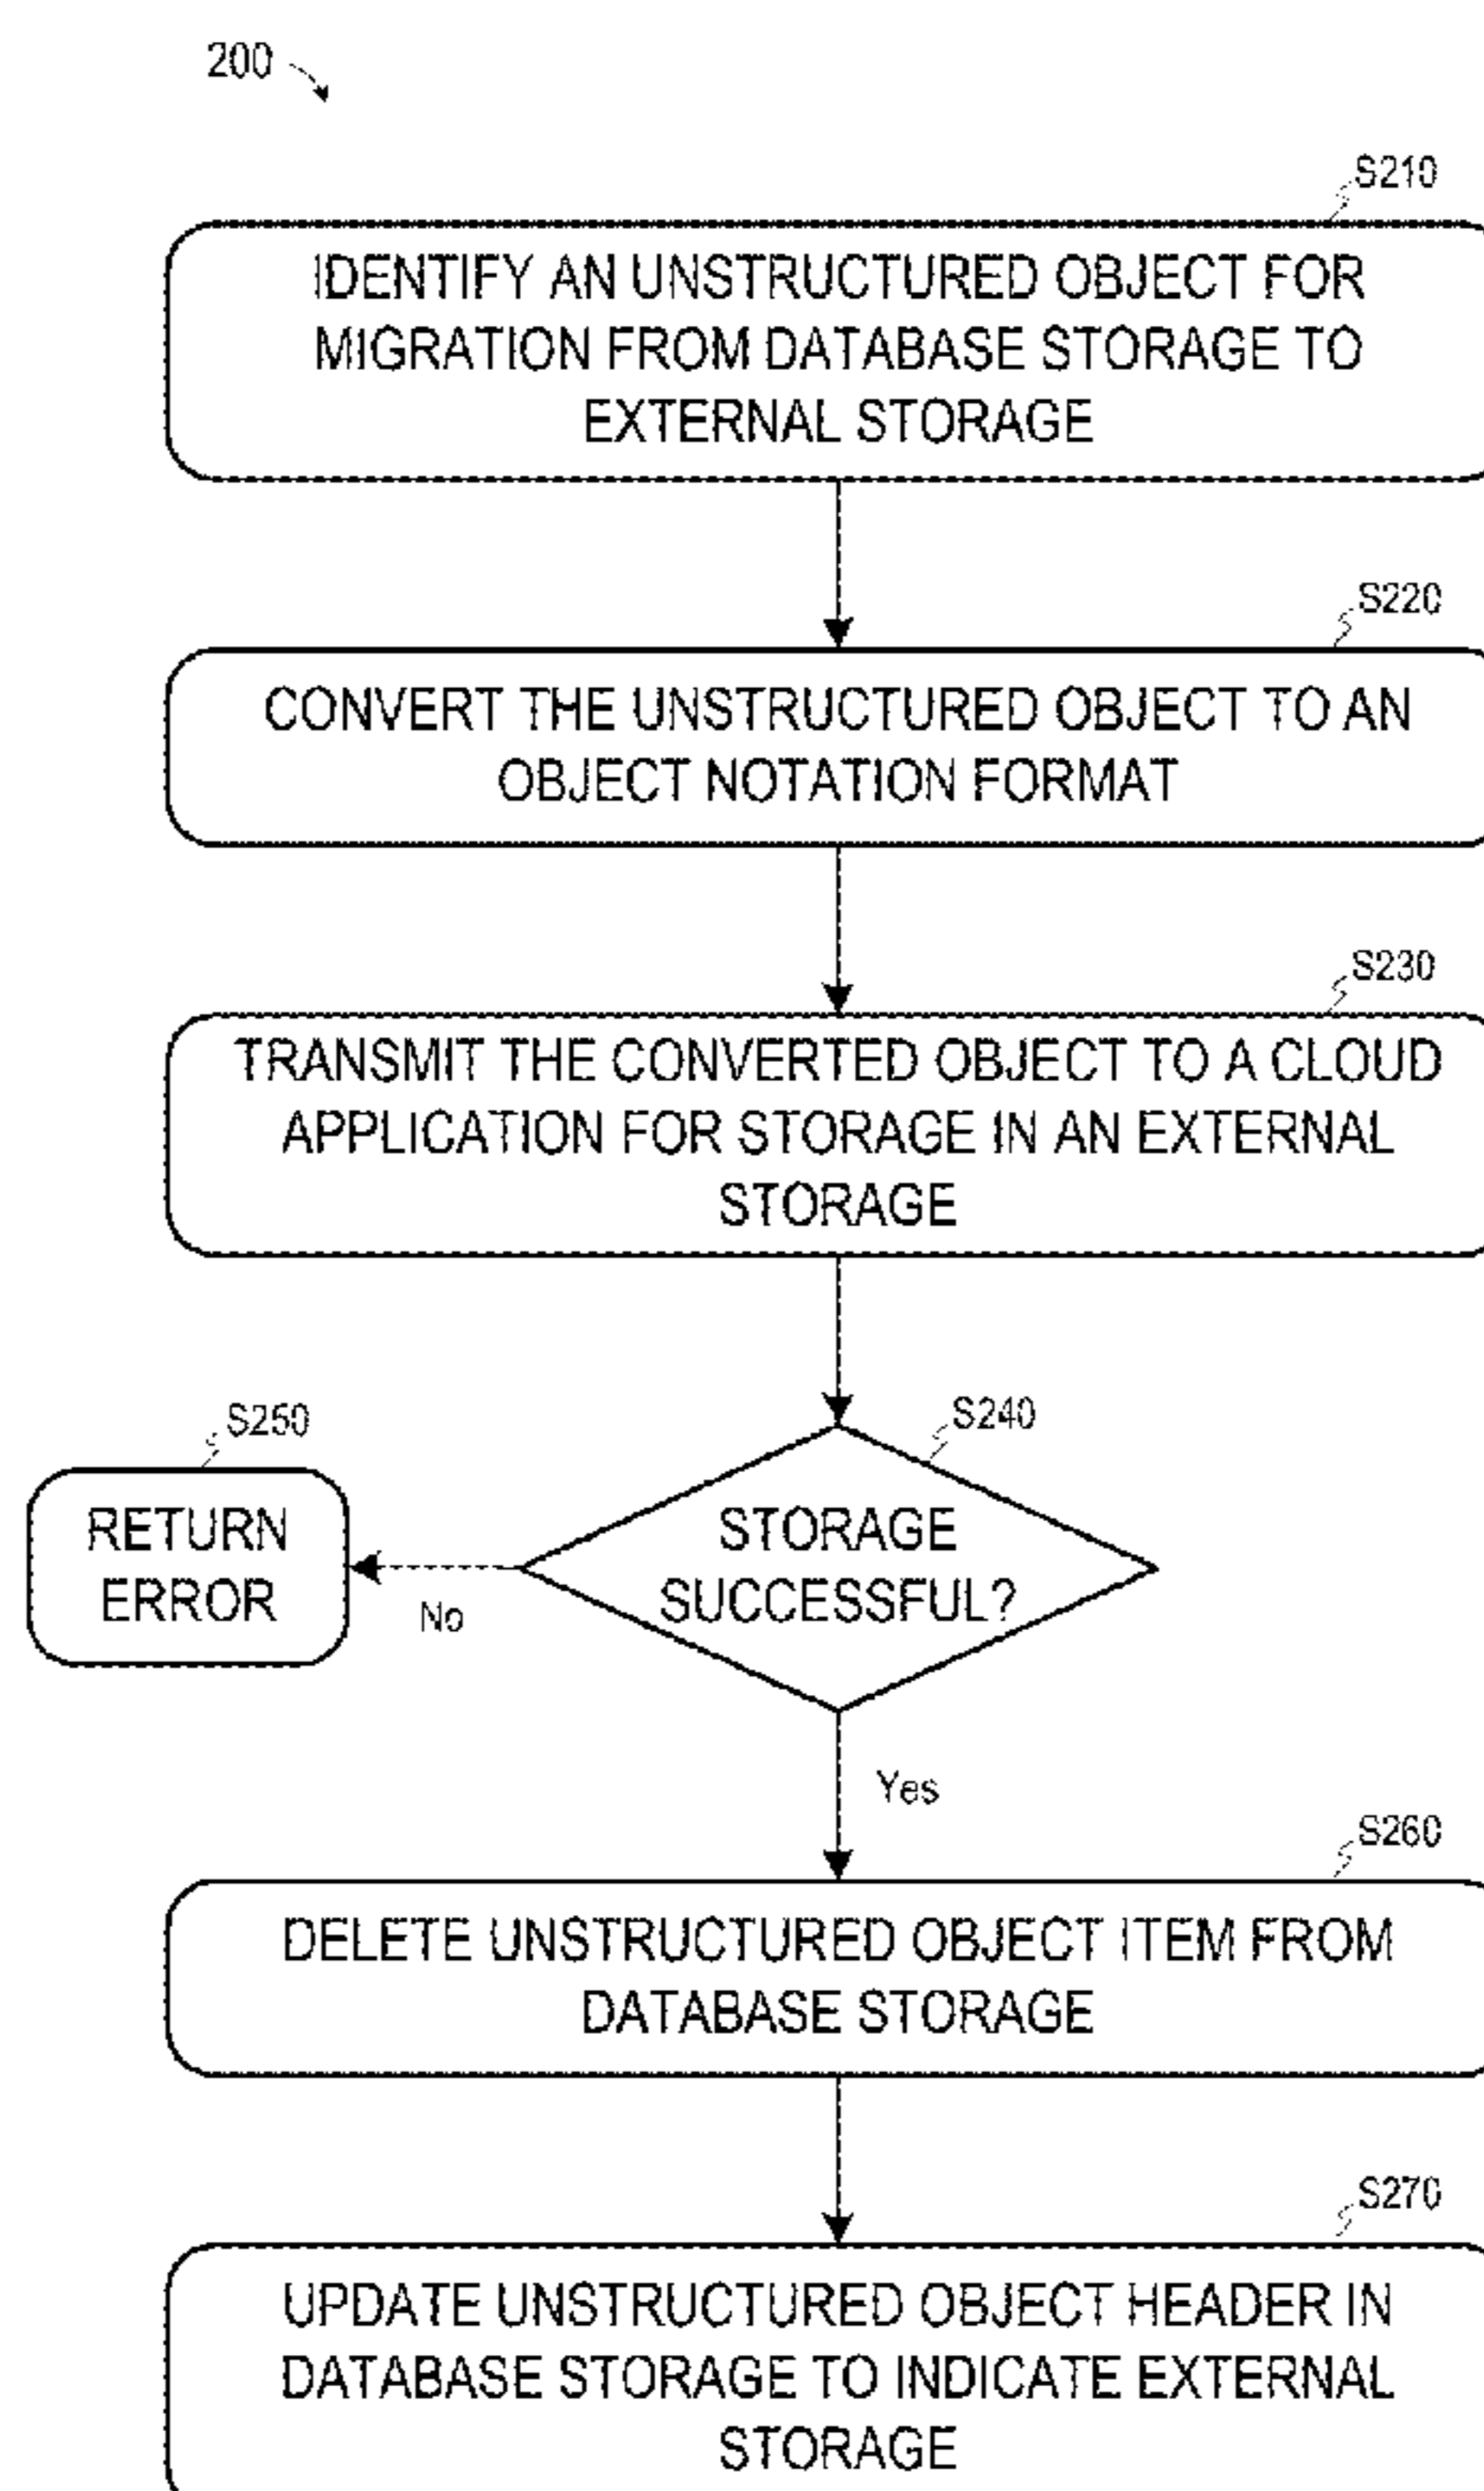 200
S210
IDENTIFY AN UNSTRUCTURED OBJECT FOR
MIGRATION FROM DATABASE STORAGE TO
EXTERNAL STORAGE
S220
CONVERT THE UNSTRUCTURED OBJECT TO AN
OBJECT NOTATION FORMAT
S230
TRANSMIT THE CONVERTED OBJECT TO A CLOUD
APPLICATION FOR STORAGE IN AN EXTERNAL
STORAGE
S240
STORAGE
SUCCESSFUL?
S250
RETURN
ERROR
No
Yes
S260
DELETE UNSTRUCTURED OBJECT ITEM FROM
DATABASE STORAGE
S270
UPDATE UNSTRUCTURED OBJECT HEADER IN
DATABASE STORAGE TO INDICATE EXTERNAL
STORAGE